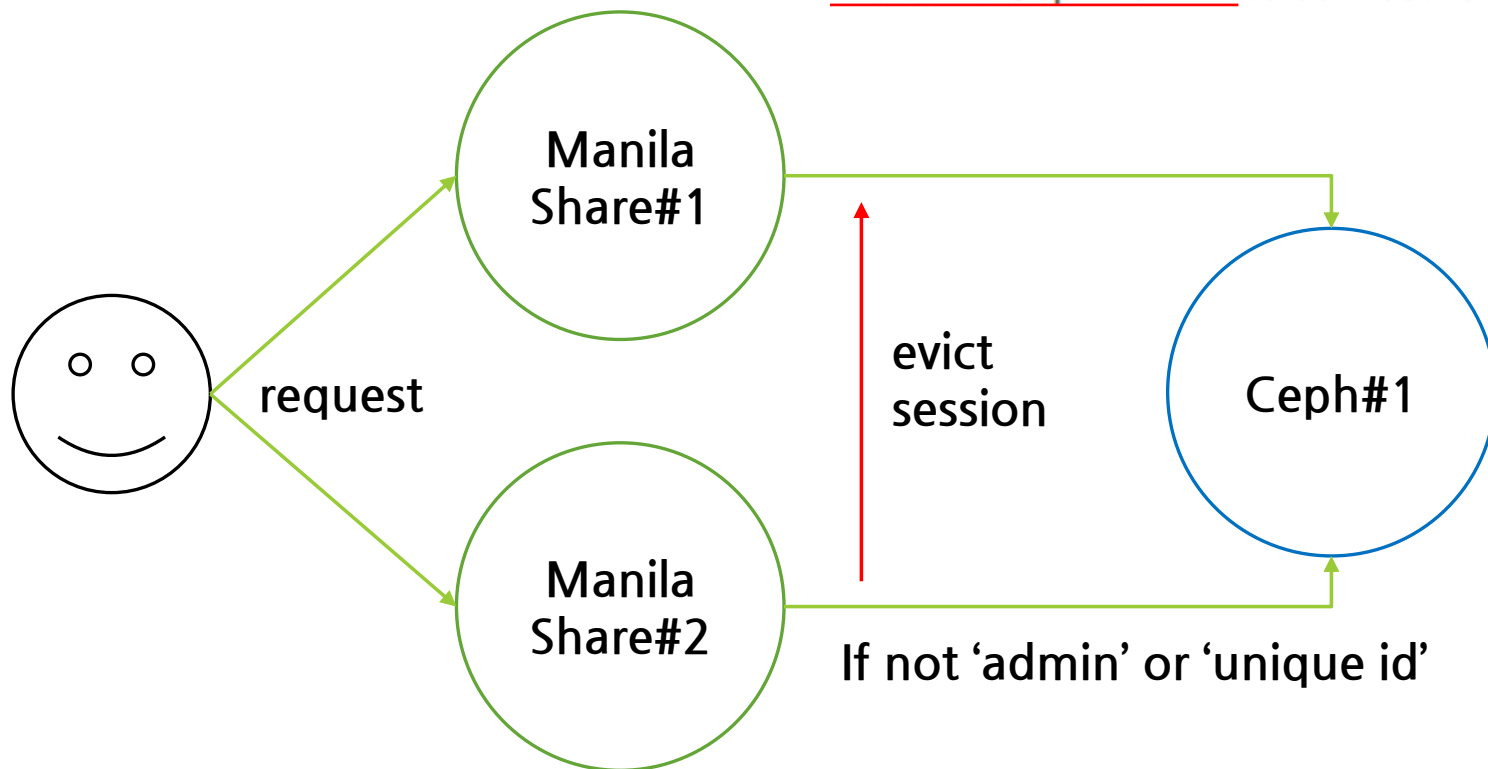 Manila
Share#1
request
evict
session
Ceph#1
Manila
Share#2
If not ‘admin’ or ‘unique id’